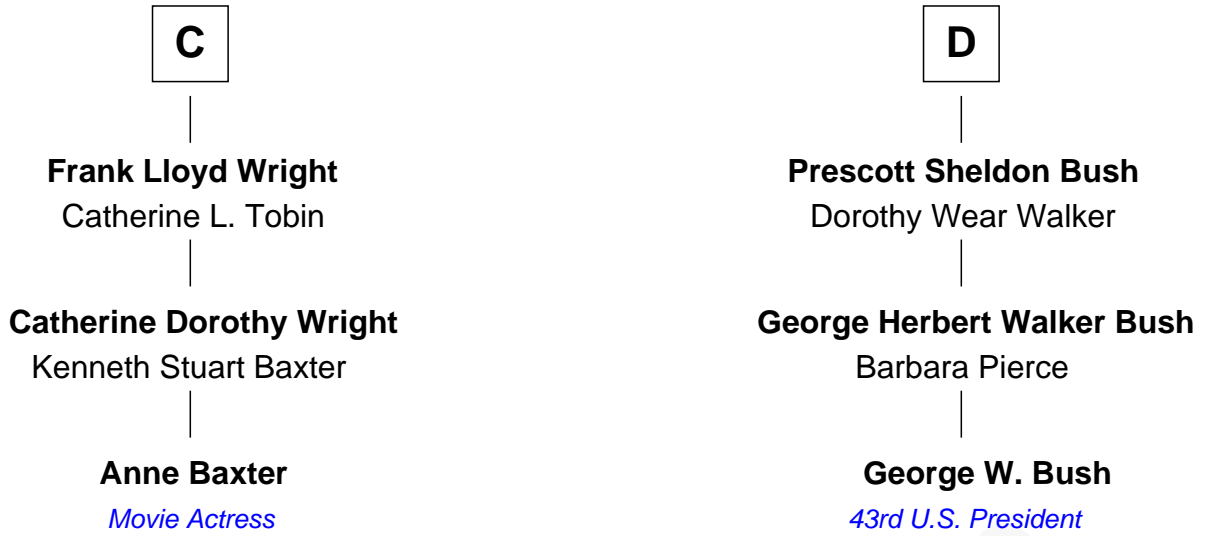 C
Frank Lloyd Wright
Catherine L. Tobin
Catherine Dorothy Wright
Kenneth Stuart Baxter
Anne Baxter
Movie Actress
D
Prescott Sheldon Bush
Dorothy Wear Walker
George Herbert Walker Bush
Barbara Pierce
George W. Bush
43rd U.S. President